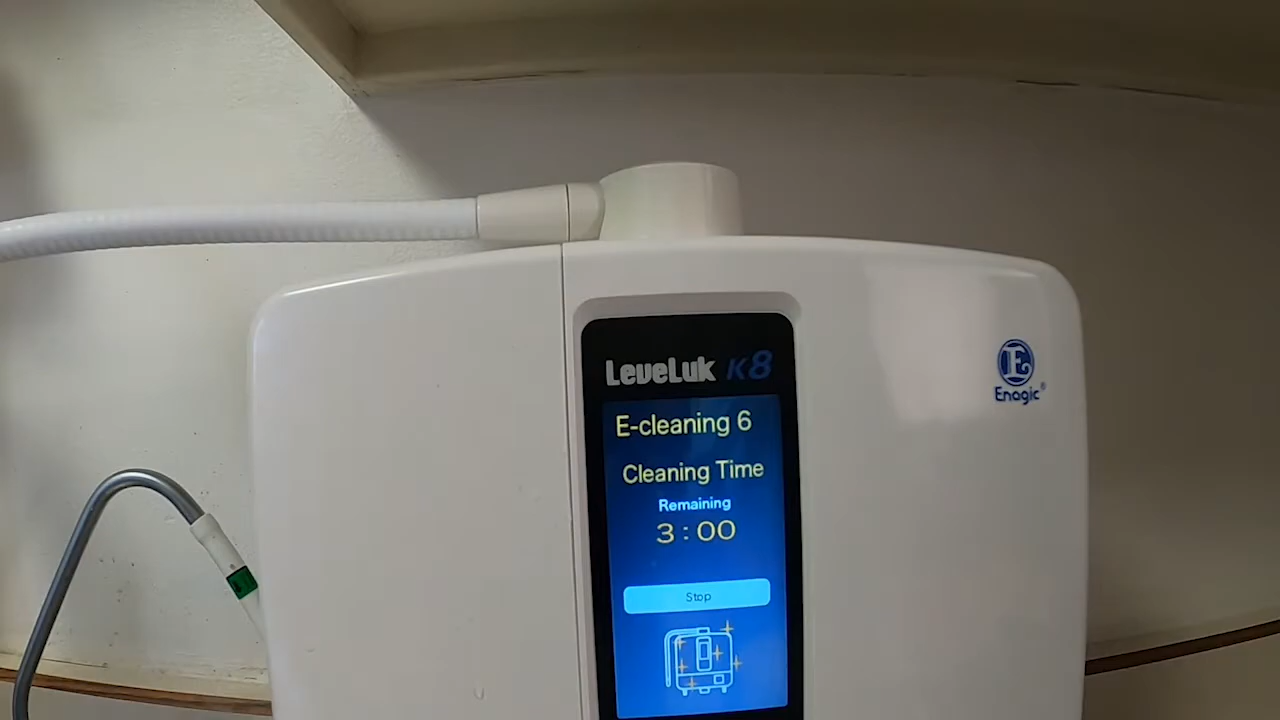 LeveLuk K8
E Enagic®
E-cleaning 6
Cleaning Time
Remaining
3:00
Stop